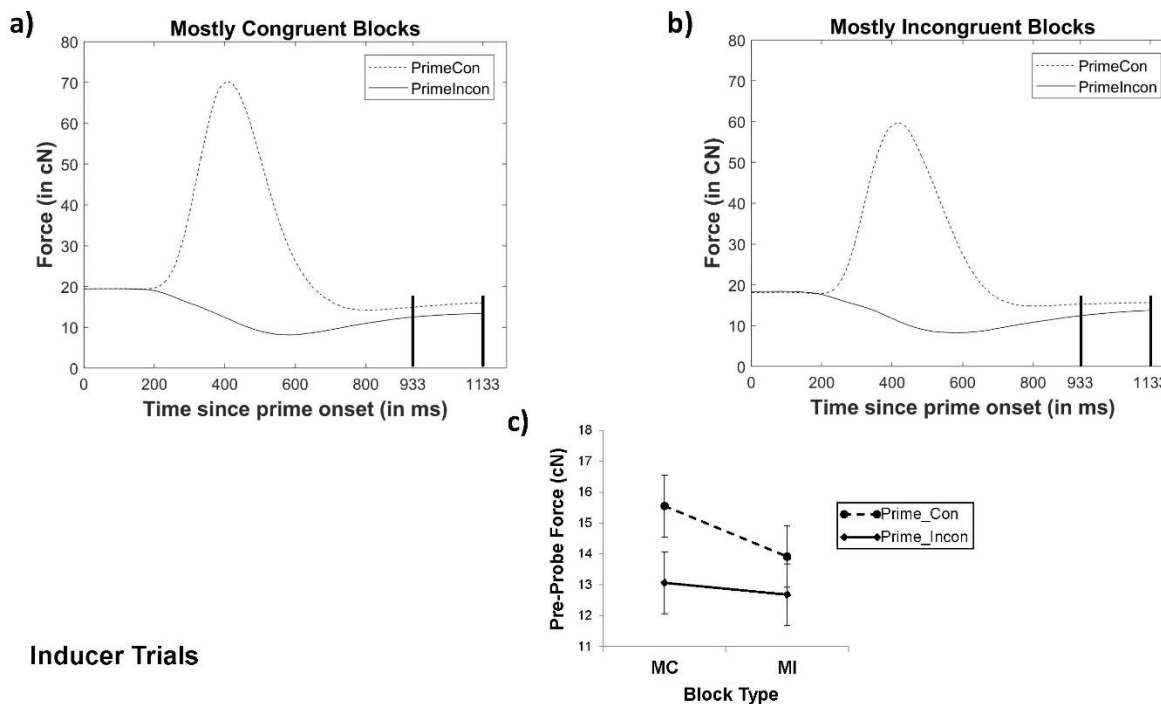 a)
Mostly Congruent Blocks
80
70
60
50
40
30
20
10
0
Force (in cN)
PrimeCon
PrimeIncon
0 200 400 600 800 933 1133
Time since prime onset (in ms)
b)
Mostly Incongruent Blocks
80
70
60
50
40
30
20
10
0
Force (in CN)
PrimeCon
PrimeIncon
0 200 400 600 800 933 1133
Time since prime onset (in ms)
c)
18
17
16
15
14
13
12
11
Pre-Probe Force (cN)
Prime_Con
Prime_Incon
MC MI
Block Type
Inducer Trials